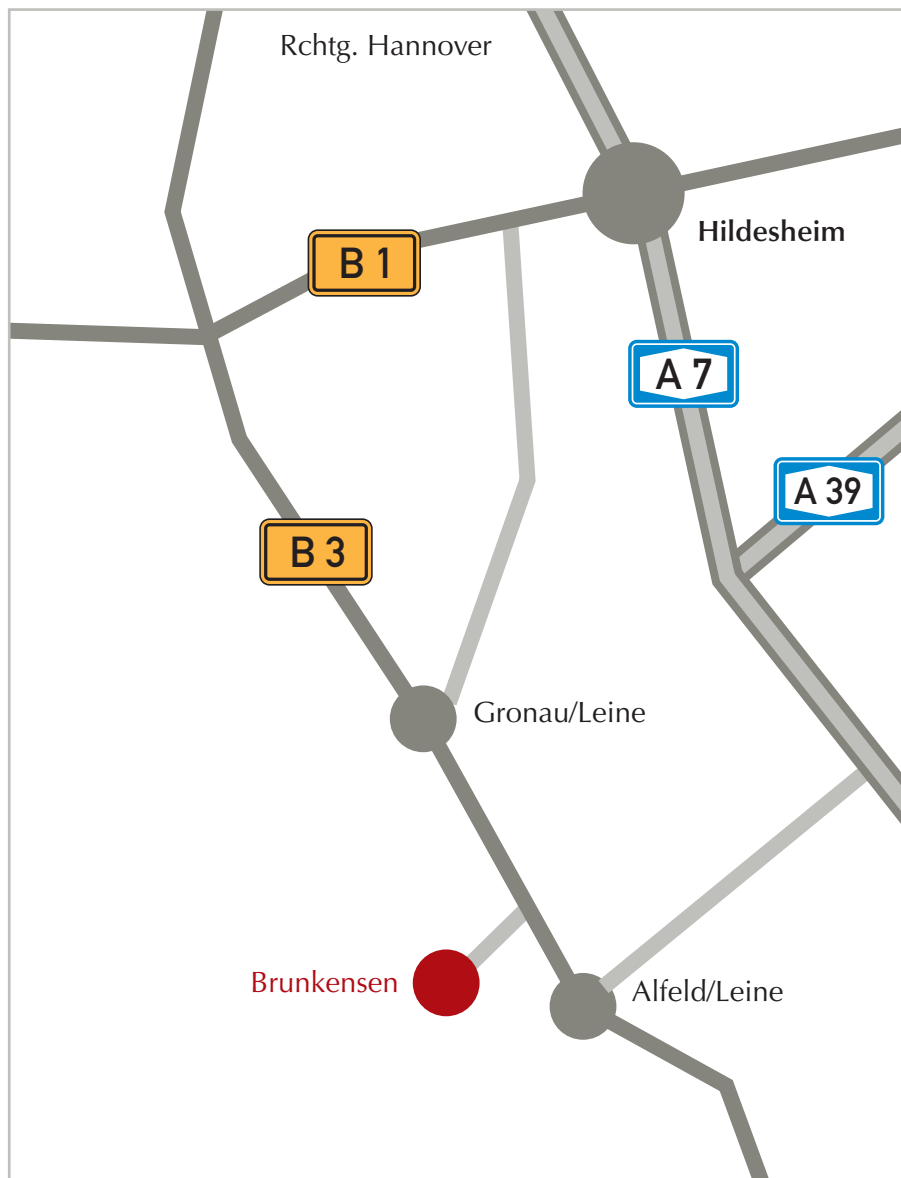 Rchtg. Hannover
Hildesheim
B 1
A 7
A 39
B 3
Gronau/Leine
Brunkensen
Alfeld/Leine